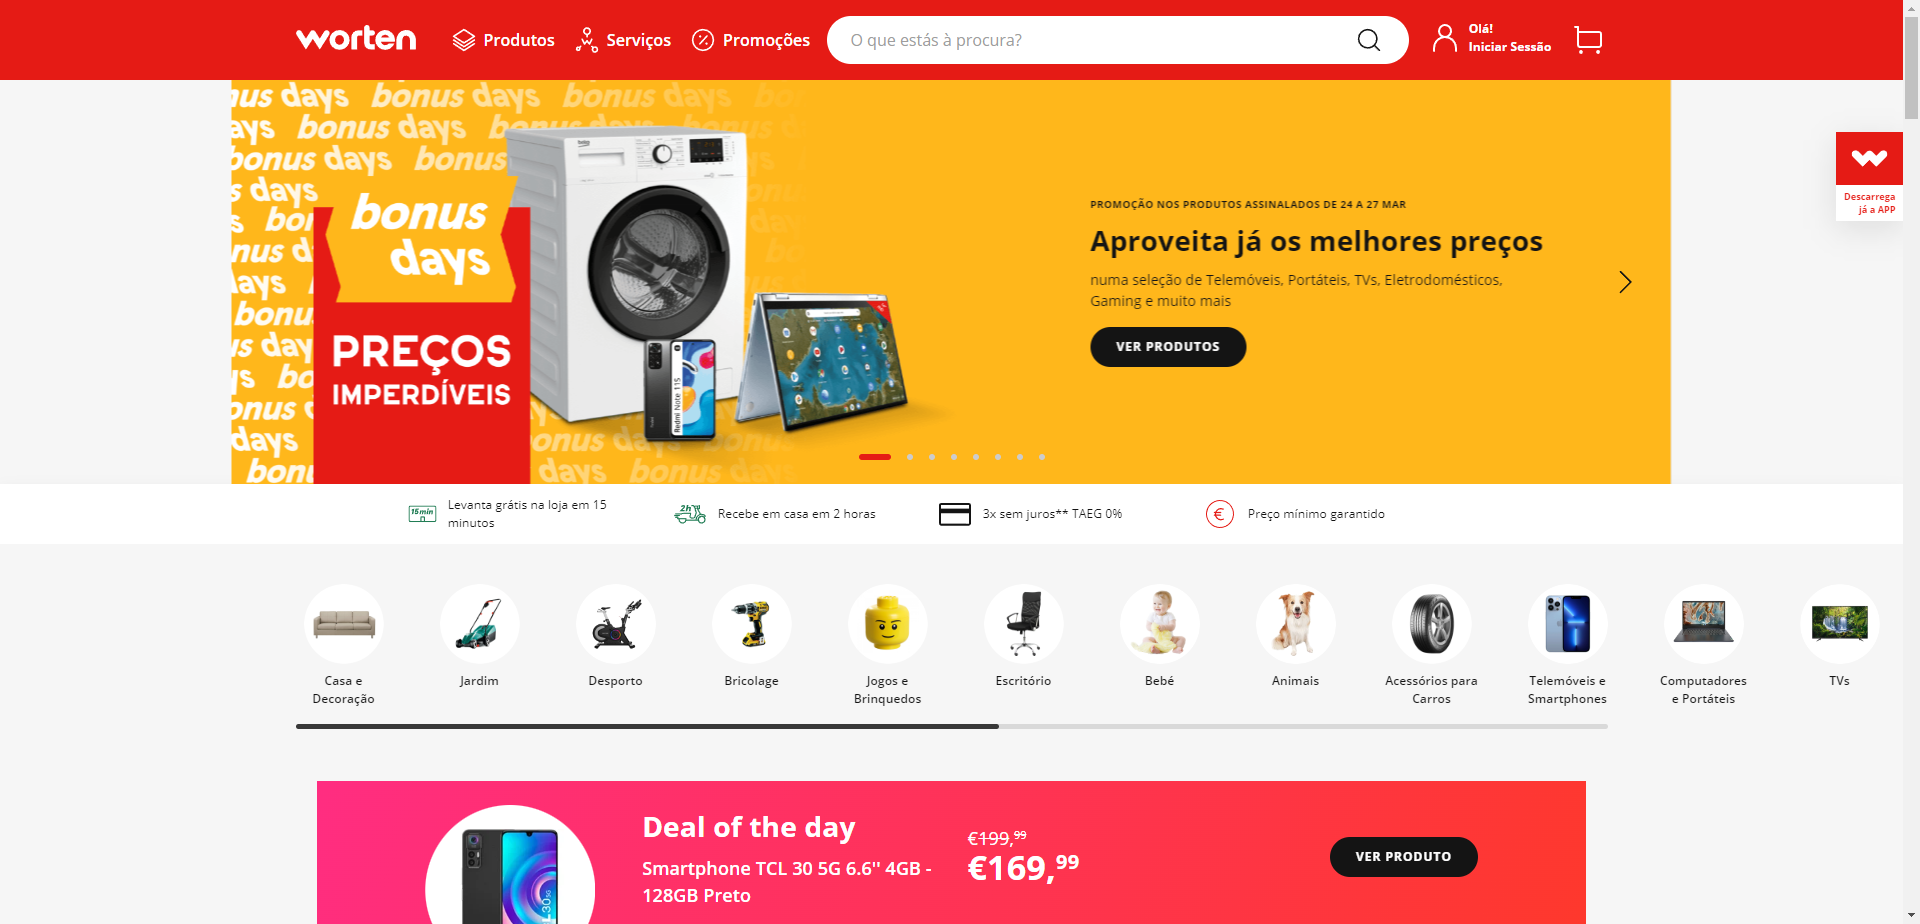 worten
Produtos
Serviços
Promoções
O que estás à procura?
Olá!
Iniciar Sessão
bonus days
bonus
days
PREÇOS
IMPERDÍVEIS
beko
Redmi Note 11S
PROMOÇÃO NOS PRODUTOS ASSINALADOS DE 24 A 27 MAR
Aproveita já os melhores preços
numa seleção de Telemóveis, Portáteis, TVs, Eletrodomésticos,
Gaming e muito mais
VER PRODUTOS
Descarrega
já a APP
15min
Levanta grátis na loja em 15
minutos
2h
Recebe em casa em 2 horas
3x sem juros** TAEG 0%
€
Preço mínimo garantido
Casa e
Decoração
Jardim
Desporto
Bricolage
Jogos e
Brinquedos
Escritório
Bebé
Animais
Acessórios para
Carros
Telemóveis e
Smartphones
Computadores
e Portáteis
TVs
Deal of the day
Smartphone TCL 30 5G 6.6'' 4GB -
128GB Preto
€199,99
€169,99
VER PRODUTO